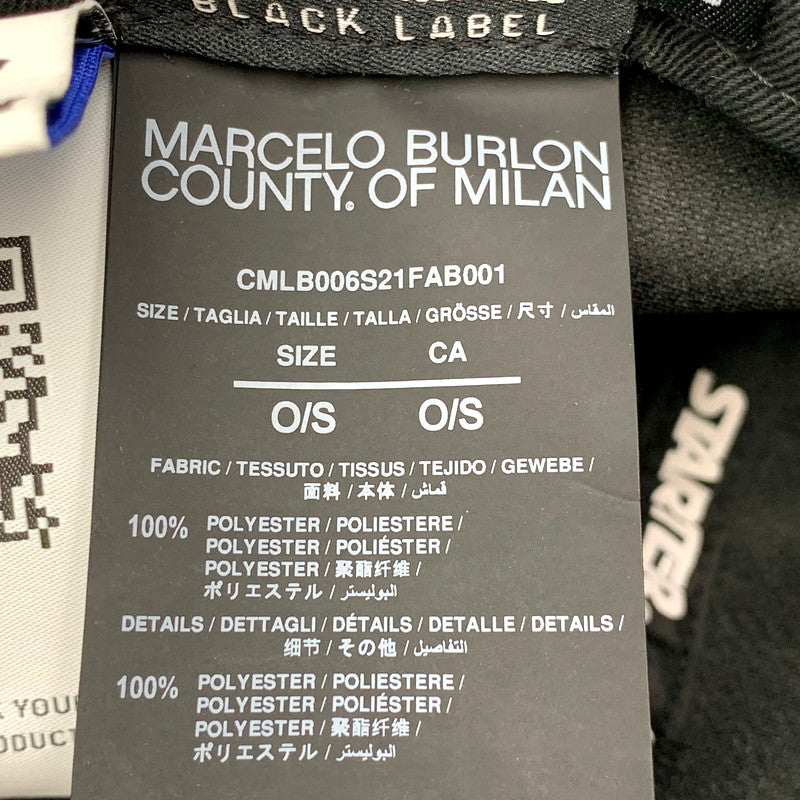 BLACK LABEL
MARCELO BURLON
COUNTY® OF MILAN
CMLB006S21FAB001
SIZE / TAGLIA / TAILLE / TALLA / GRÖSSE / 尺寸 / المقاس
SIZE CA
O/S O/S
FABRIC / TESSUTO / TISSUS / TEJIDO / GEWEBE /
面料 / 本体 / قماش
100% POLYESTER / POLIESTERE /
POLYESTER / POLIÉSTER /
POLYESTER / 聚酯纤维 /
ポリエステル / البوليستر
DETAILS / DETTAGLI / DÉTAILS / DETALLE / DETAILS /
细节 / その他 / التفاصيل
100% POLYESTER / POLIESTERE /
POLYESTER / POLIÉSTER /
POLYESTER / 聚酯纤维 /
ポリエステル / البوليستر
STARTER
YOU
ODUCT